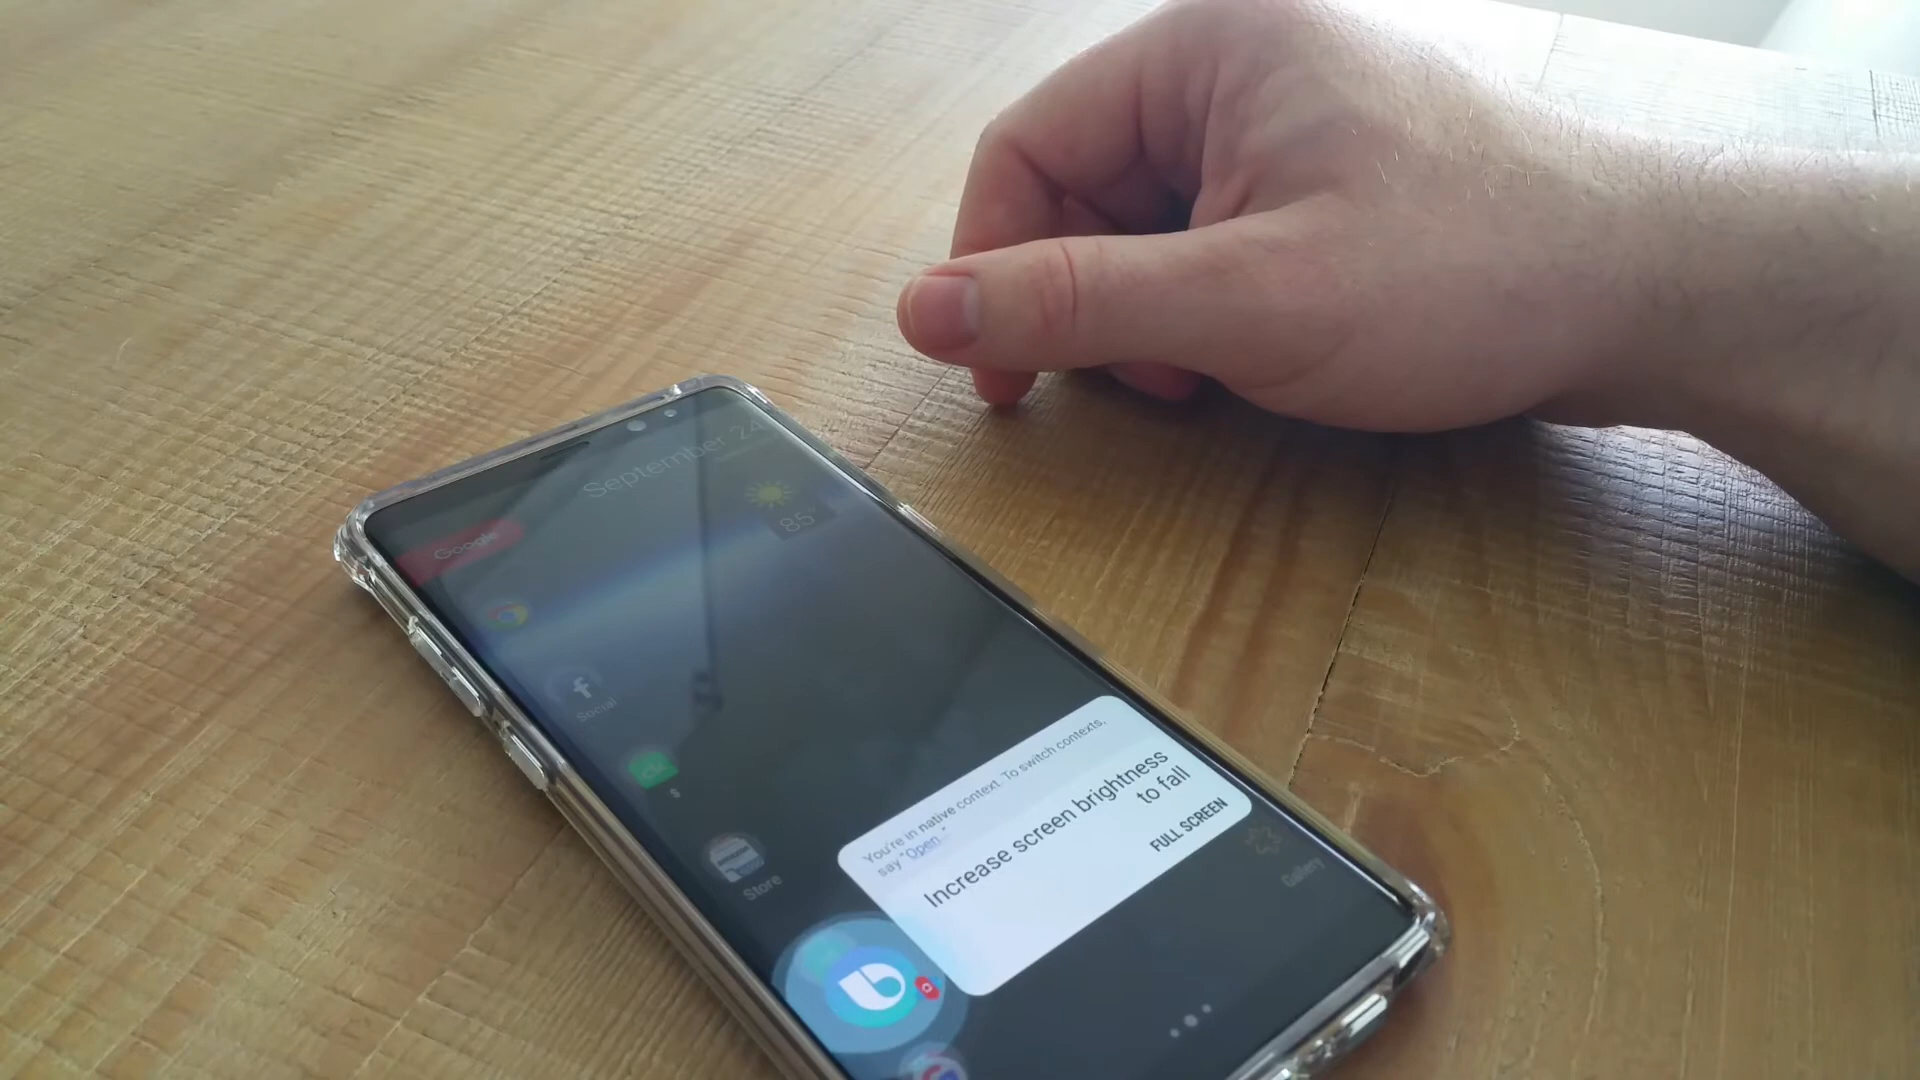 September 24
85°
Google
Social
$
Store
You're in native context. To switch contexts,
say "Open..."
Increase screen brightness
to fall
FULL SCREEN
Gallery